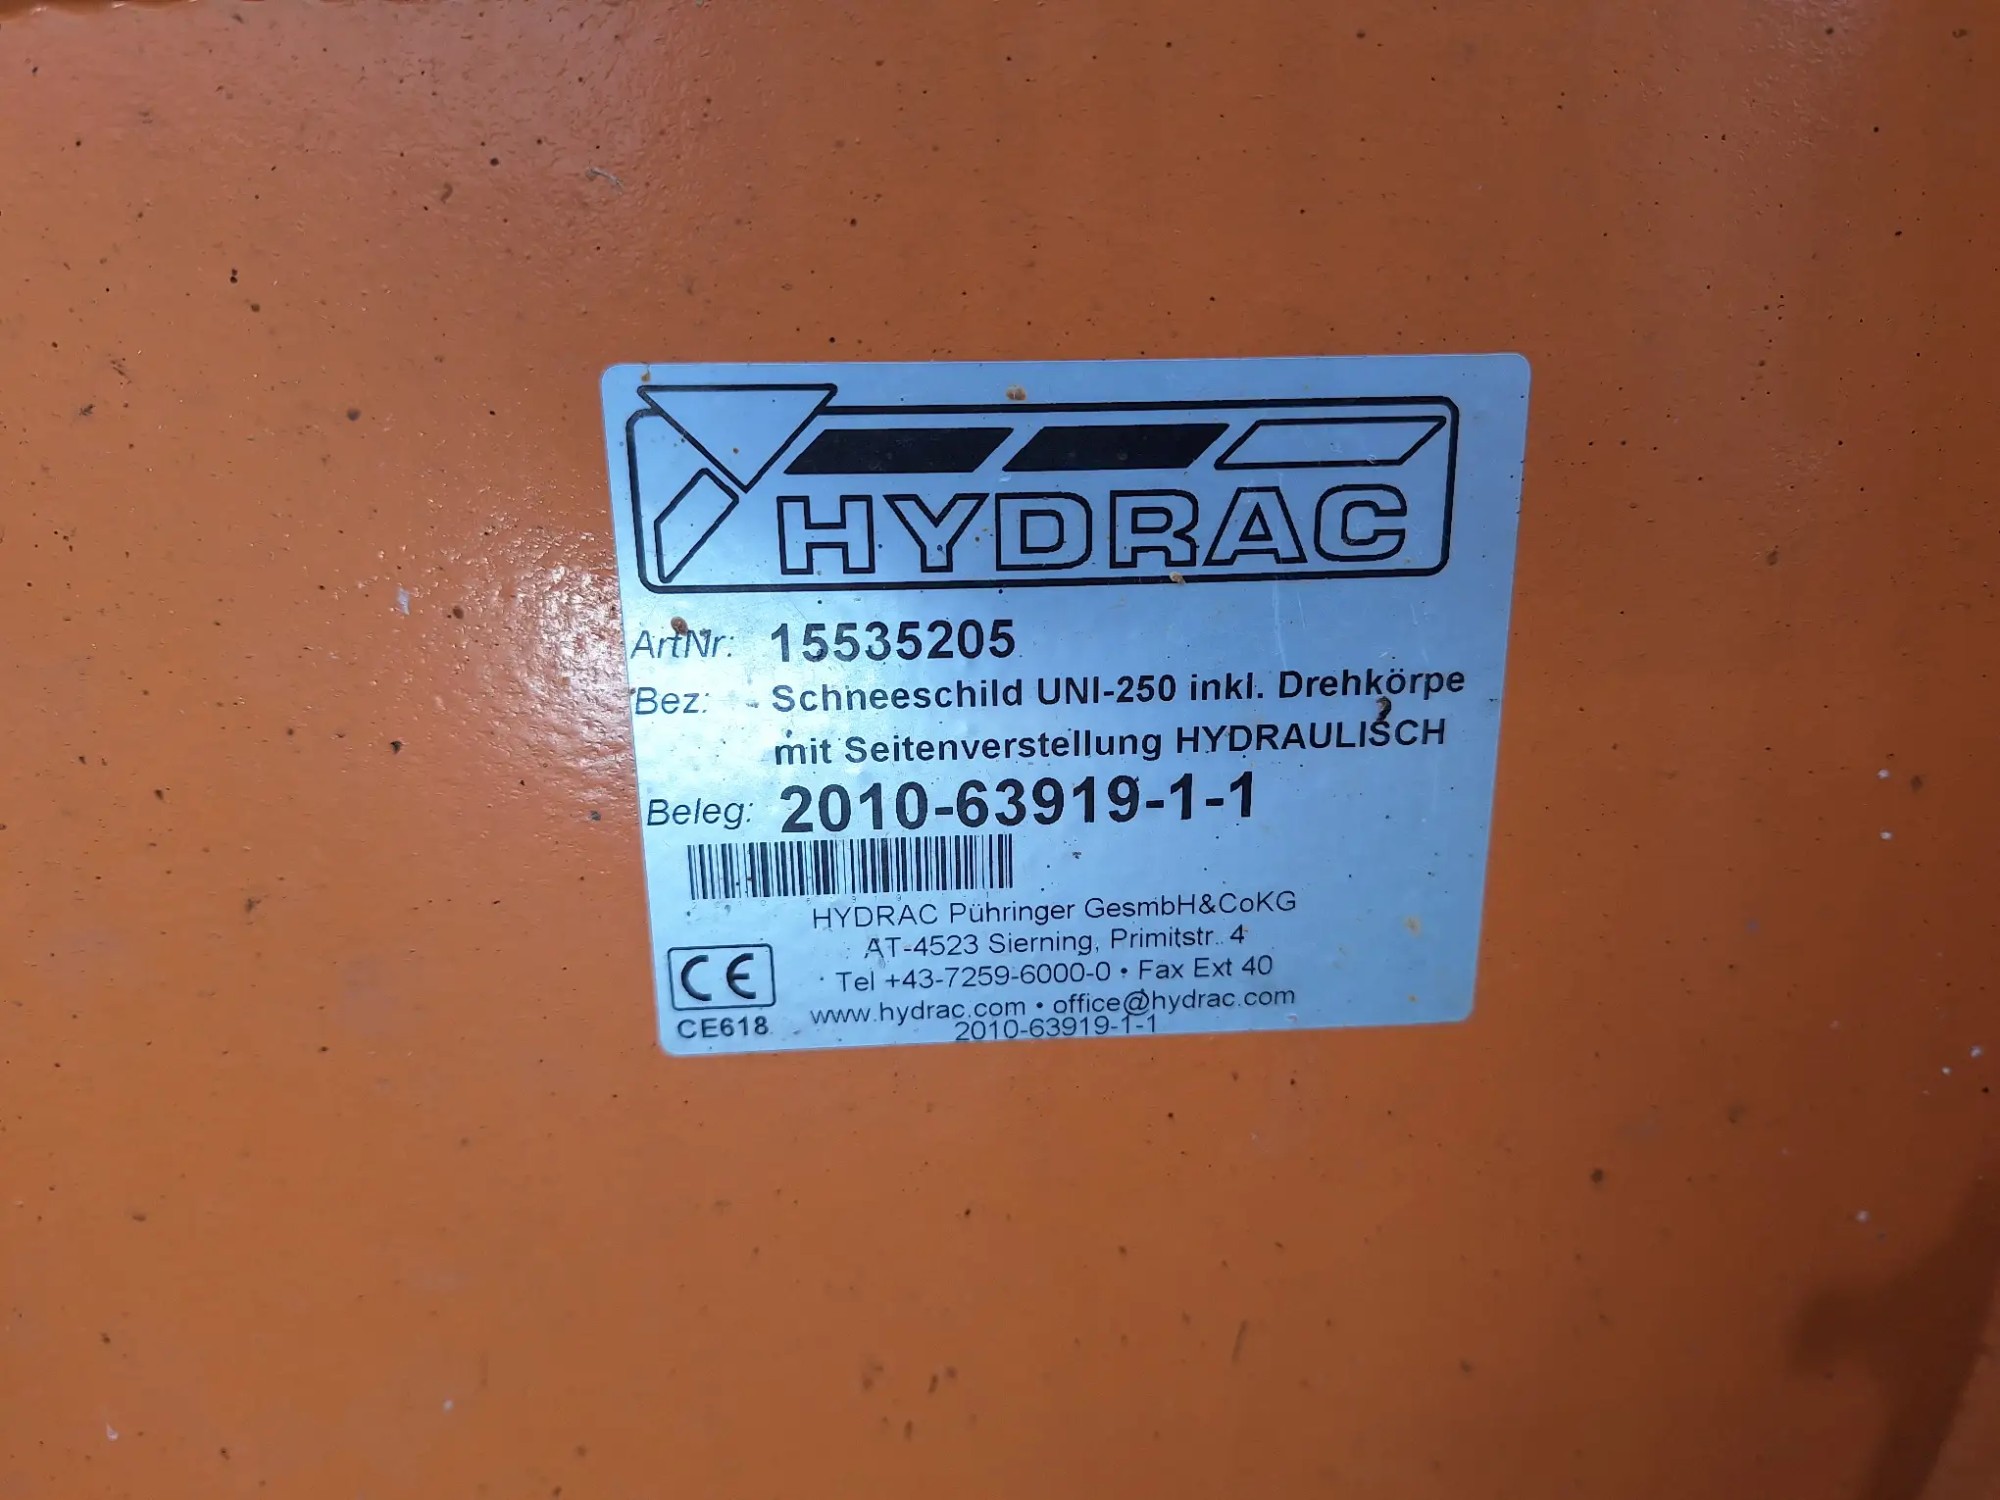 HYDRAC
ArtNr: 15535205
Bez: Schneeschild UNI-250 inkl. Drehkörpe
mit Seitenverstellung HYDRAULISCH
Beleg: 2010-63919-1-1
HYDRAC Pühringer GesmbH&CoKG
AT-4523 Sierning, Primitstr. 4
Tel +43-7259-6000-0 • Fax Ext 40
www.hydrac.com • office@hydrac.com
CE
CE618
2010-63919-1-1